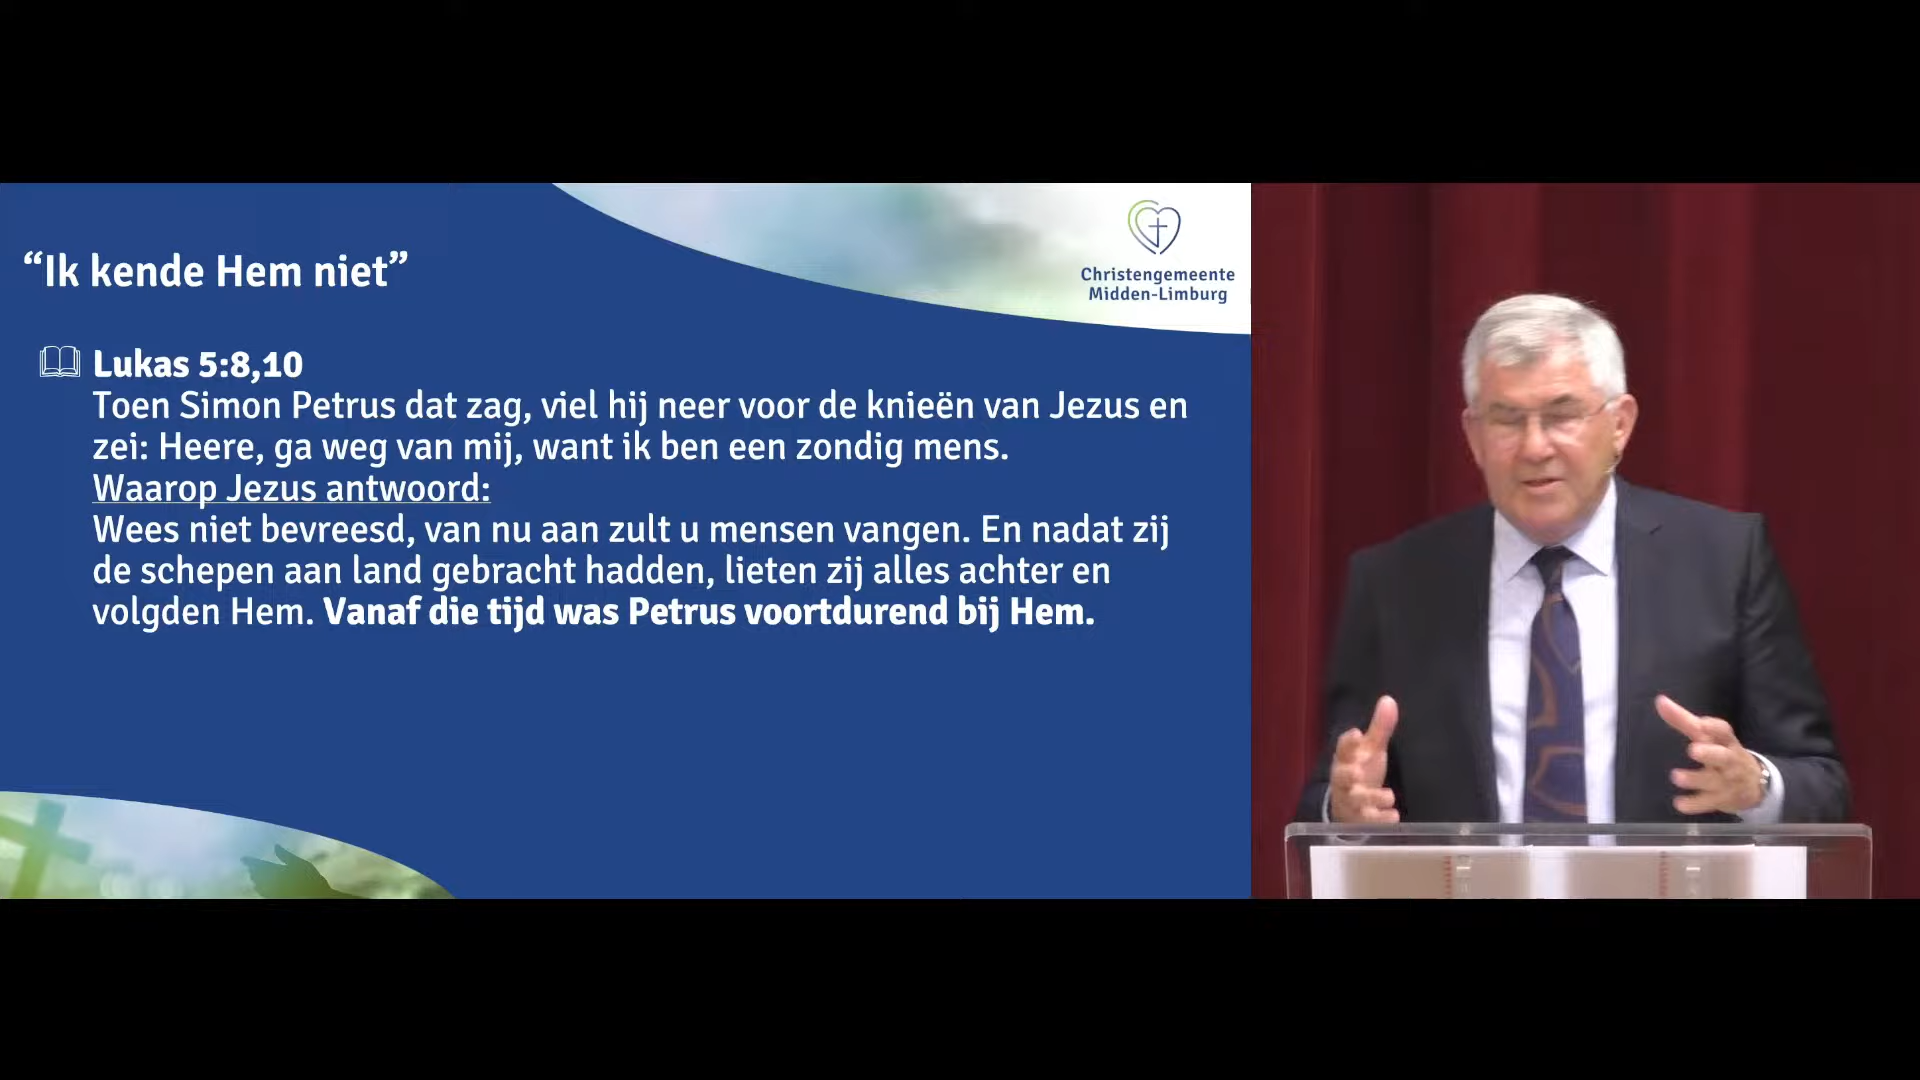 “Ik kende Hem niet”
Christengemeente
Midden-Limburg
Lukas 5:8,10
Toen Simon Petrus dat zag, viel hij neer voor de knieën van Jezus en
zei: Heere, ga weg van mij, want ik ben een zondig mens.
Waarop Jezus antwoord:
Wees niet bevreesd, van nu aan zult u mensen vangen. En nadat zij
de schepen aan land gebracht hadden, lieten zij alles achter en
volgden Hem. Vanaf die tijd was Petrus voortdurend bij Hem.